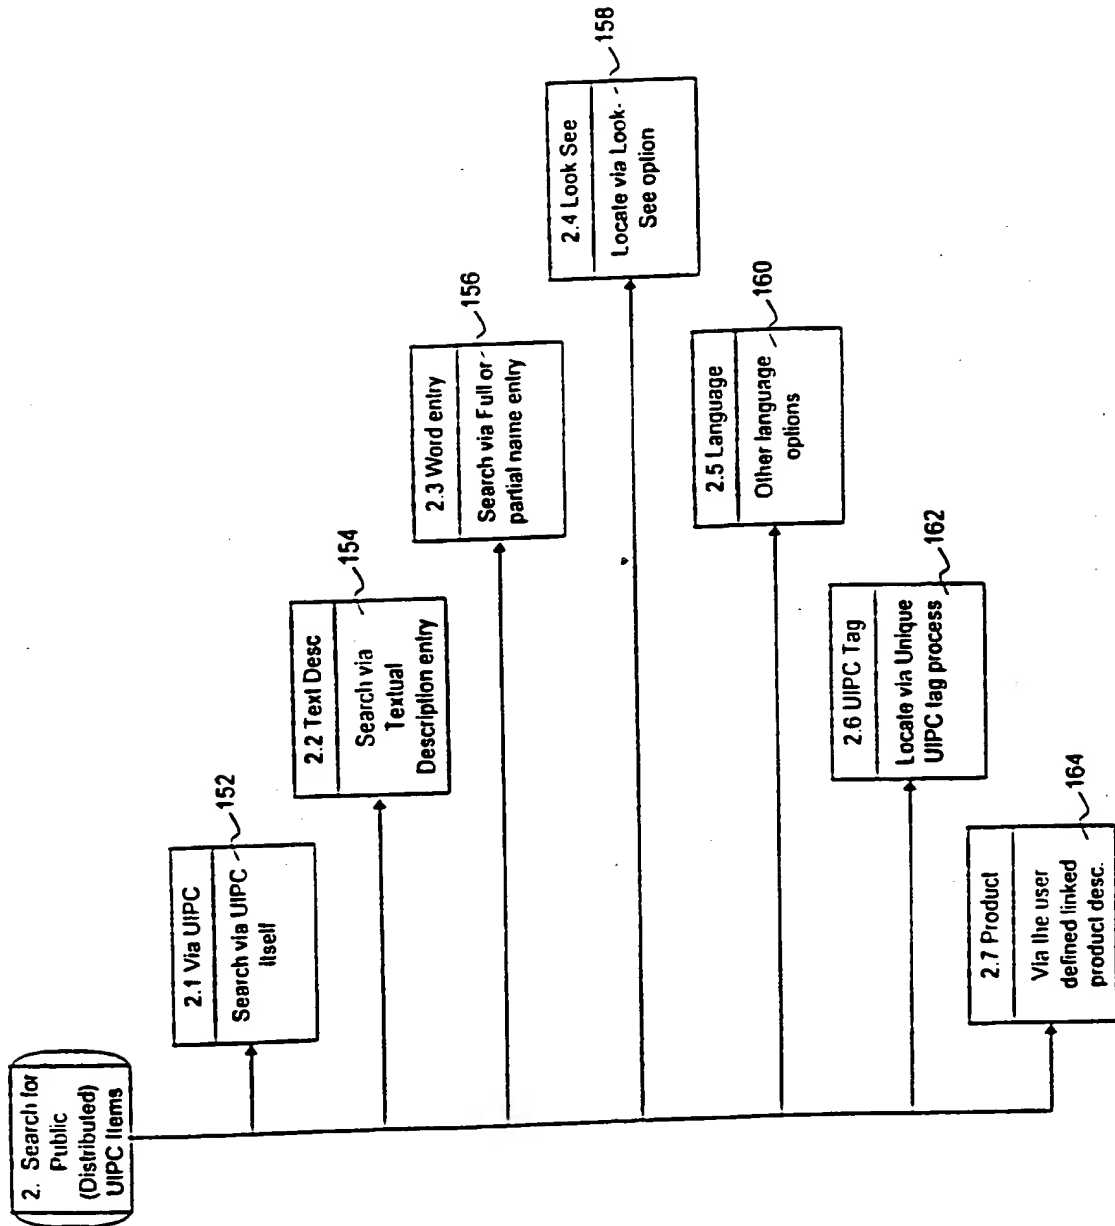 2. Search for
Public
(Distributed)
UIPC Items
2.1 Via UIPC
Search via UIPC
itself
152
2.2 Text Desc
Search via
Textual
Description entry
154
2.3 Word entry
Search via Full or
partial name entry
156
2.4 Look See
Locate via Look-
See option
158
2.5 Language
Other language
options
160
2.6 UIPC Tag
Locate via Unique
UIPC tag process
162
2.7 Product
Via the user
defined linked
product desc.
164